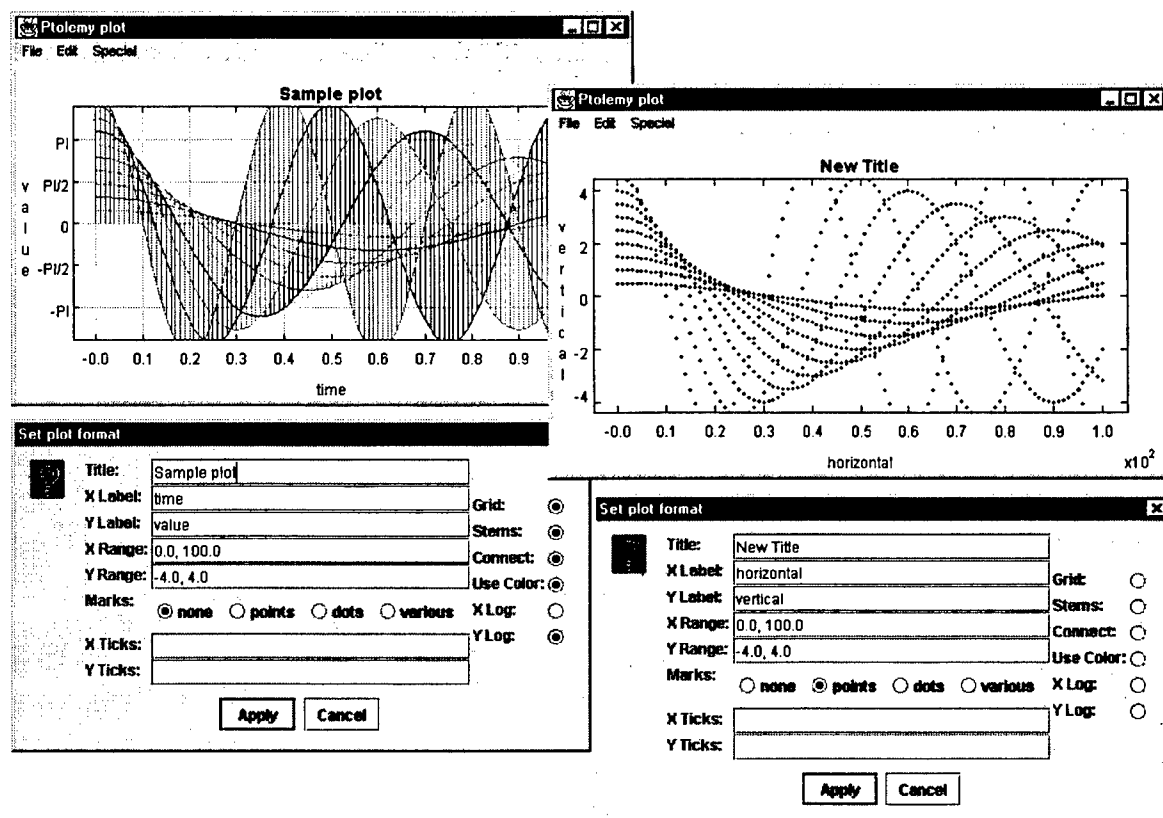 Ptolemy plot
File Edit Special
Sample plot
value
PI
PI/2
0
-PI/2
-PI
-0.0 0.1 0.2 0.3 0.4 0.5 0.6 0.7 0.8 0.9
time
Ptolemy plot
File Edit Special
New Title
vertical
4
2
0
-2
-4
-0.0 0.1 0.2 0.3 0.4 0.5 0.6 0.7 0.8 0.9 1.0
horizontal
x10²
Set plot format
Title: Sample plot
X Label: time
Y Label: value
X Range: 0.0, 100.0
Y Range: -4.0, 4.0
Marks: none points dots various
X Ticks:
Y Ticks:
Grid:
Stems:
Connect:
Use Color:
X Log:
Y Log:
Apply Cancel
Set plot format
Title: New Title
X Label: horizontal
Y Label: vertical
X Range: 0.0, 100.0
Y Range: -4.0, 4.0
Marks: none points dots various
X Ticks:
Y Ticks:
Grid:
Stems:
Connect:
Use Color:
X Log:
Y Log:
Apply Cancel